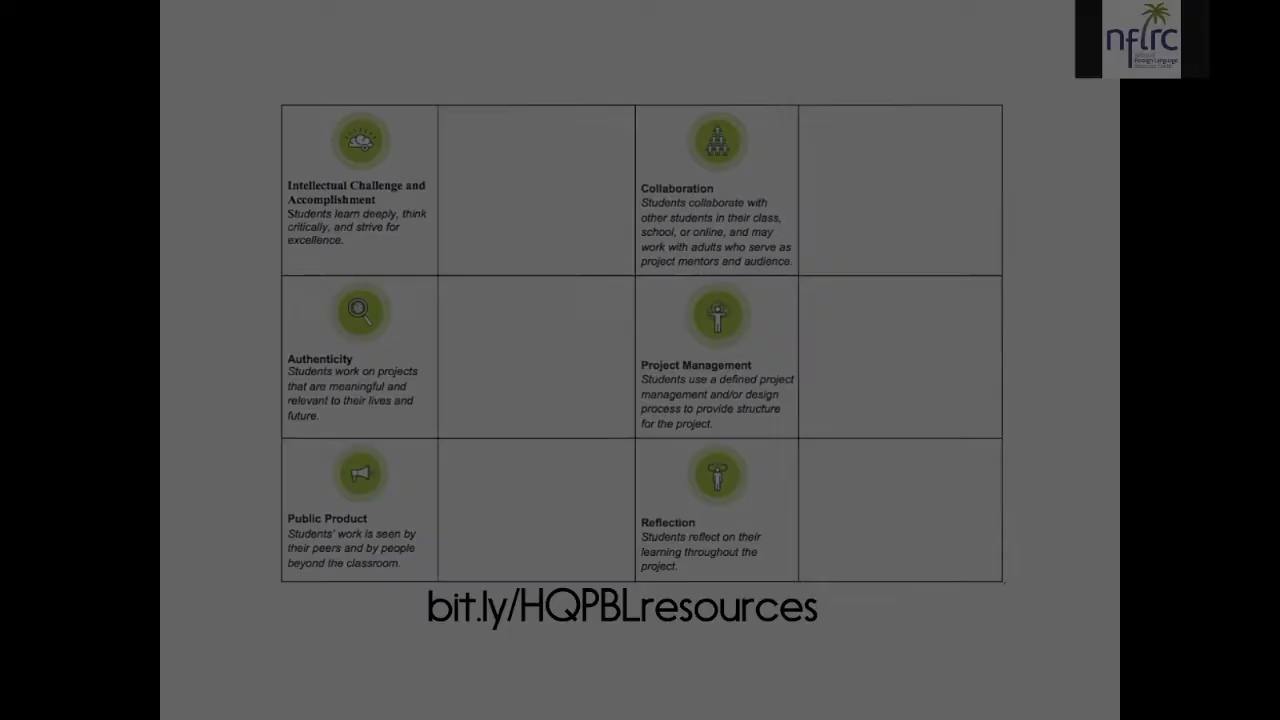 nflrc
Foreign Language
Intellectual Challenge and
Accomplishment
Students learn deeply, think
critically, and strive for
excellence.
Collaboration
Students collaborate with
other students in their class,
school, or online, and may
work with adults who serve as
project mentors and audience.
Authenticity
Students work on projects
that are meaningful and
relevant to their lives and
future.
Project Management
Students use a defined project
management and/or design
process to provide structure
for the project.
Public Product
Students' work is seen by
their peers and by people
beyond the classroom.
Reflection
Students reflect on their
learning throughout the
project.
bit.ly/HQPBLresources